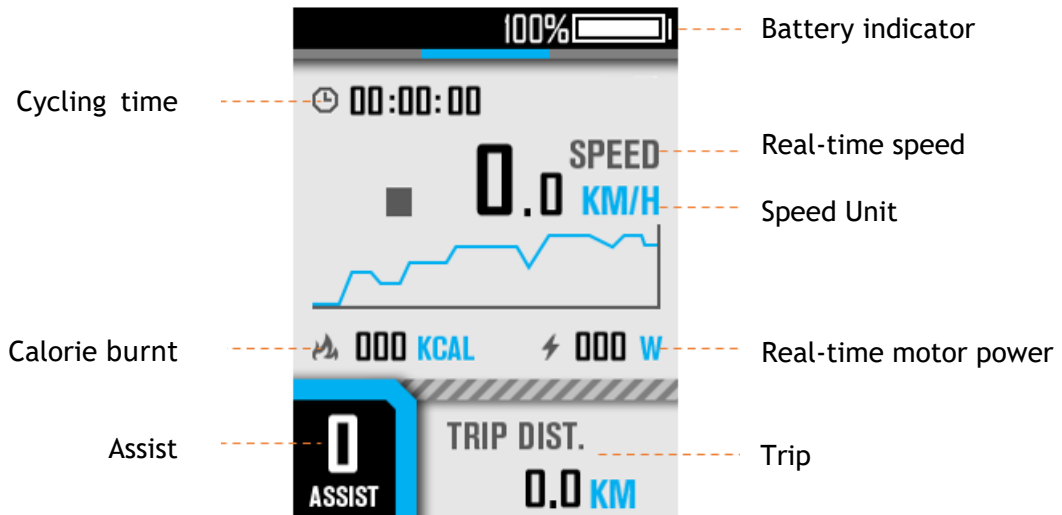 100%
Battery indicator
Cycling time
00:00:00
SPEED
Real-time speed
0.0
KM/H
Speed Unit
Calorie burnt
000 KCAL
000 W
Real-time motor power
Assist
0
ASSIST
TRIP DIST.
Trip
0.0 KM